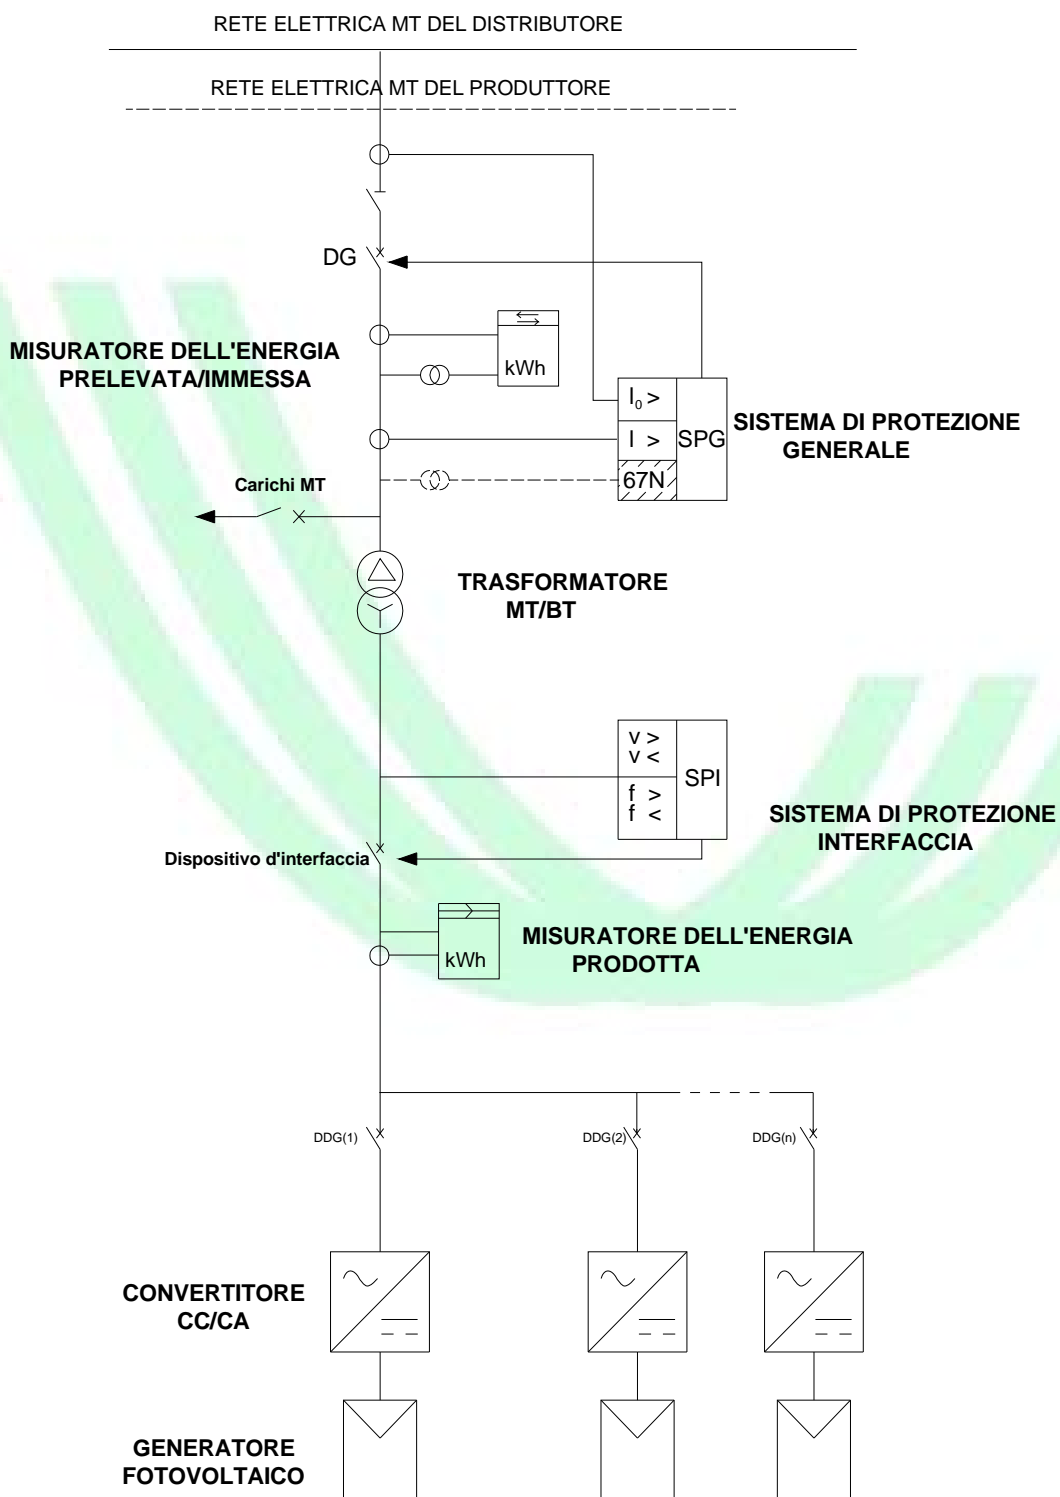 RETE ELETTRICA MT DEL DISTRIBUTORE
RETE ELETTRICA MT DEL PRODUTTORE
DG
MISURATORE DELL'ENERGIA
PRELEVATA/IMMESSA
kWh
I0 >
I >
67N
SPG
SISTEMA DI PROTEZIONE
GENERALE
Carichi MT
TRASFORMATORE
MT/BT
v >
v <
f >
f <
SPI
SISTEMA DI PROTEZIONE
INTERFACCIA
Dispositivo d'interfaccia
kWh
MISURATORE DELL'ENERGIA
PRODOTTA
DDG(1)
DDG(2)
DDG(n)
CONVERTITORE
CC/CA
GENERATORE
FOTOVOLTAICO